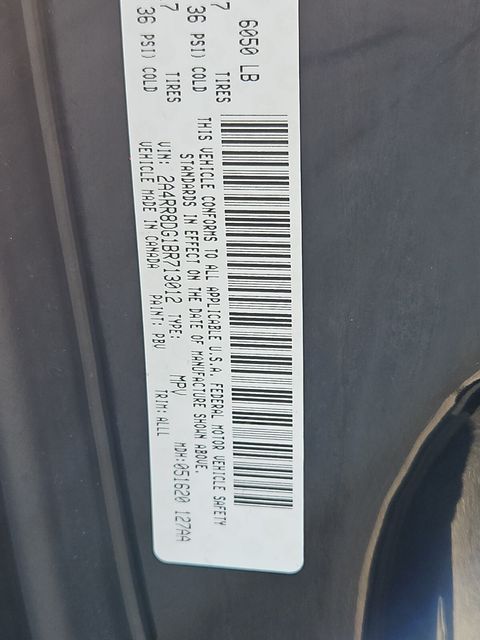 6050 LB
7 TIRES
36 PSI) COLD
7 TIRES
36 PSI) COLD
THIS VEHICLE CONFORMS TO ALL APPLICABLE U.S.A. FEDERAL MOTOR VEHICLE SAFETY
STANDARDS IN EFFECT ON THE DATE OF MANUFACTURE SHOWN ABOVE.
VIN: 2A4RR8DG1BR713012 TYPE: MPV MDH:051620 127AA
VEHICLE MADE IN CANADA PAINT: PBV TRIM:ALLL